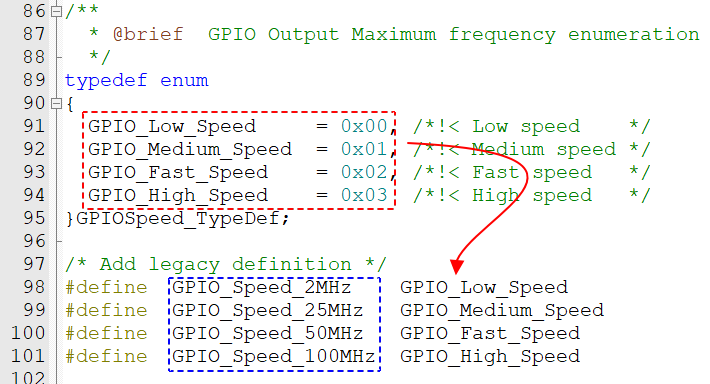 86 /**
87   * @brief  GPIO Output Maximum frequency enumeration
88   */
89 typedef enum
90 {
91   GPIO_Low_Speed     = 0x00, /*!< Low speed    */
92   GPIO_Medium_Speed  = 0x01, /*!< Medium speed */
93   GPIO_Fast_Speed    = 0x02, /*!< Fast speed   */
94   GPIO_High_Speed    = 0x03  /*!< High speed   */
95 }GPIOSpeed_TypeDef;
96
97 /* Add legacy definition */
98 #define  GPIO_Speed_2MHz    GPIO_Low_Speed
99 #define  GPIO_Speed_25MHz   GPIO_Medium_Speed
100 #define  GPIO_Speed_50MHz   GPIO_Fast_Speed
101 #define  GPIO_Speed_100MHz  GPIO_High_Speed
102